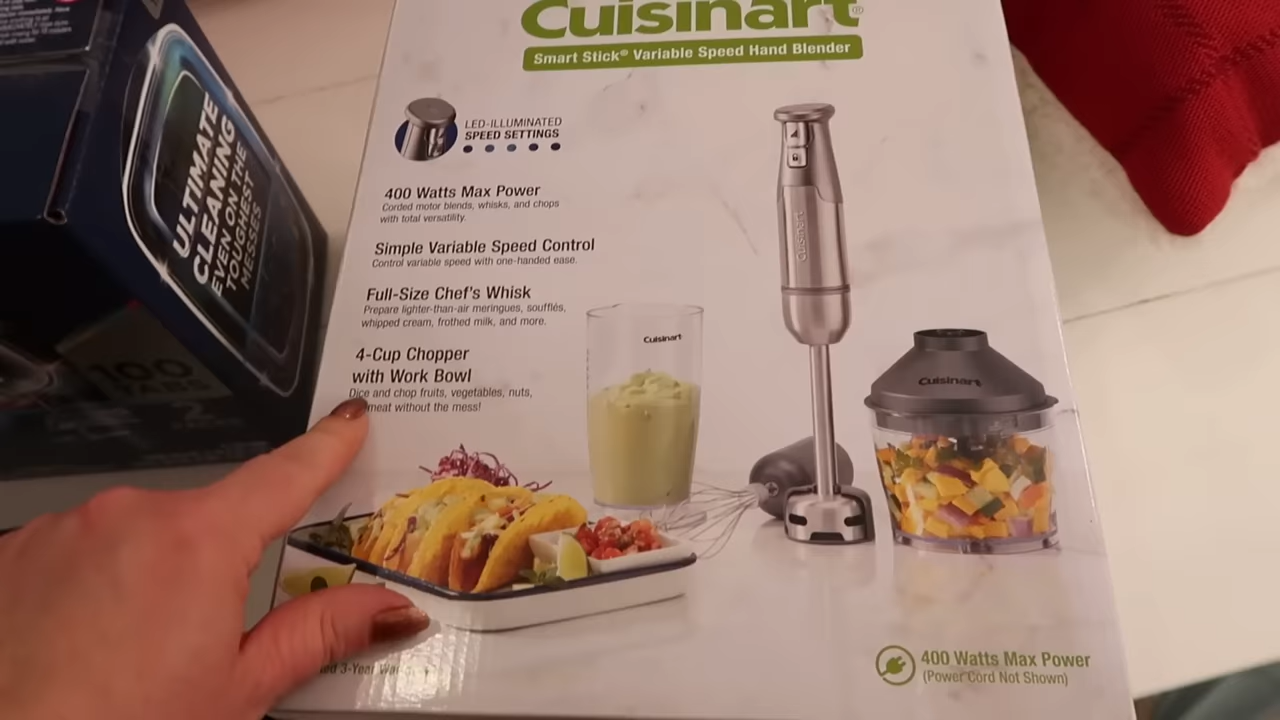 Cuisinart®
Smart Stick® Variable Speed Hand Blender
LED-ILLUMINATED
SPEED SETTINGS
400 Watts Max Power
Corded motor blends, whisks, and chops
with total versatility.
Simple Variable Speed Control
Control variable speed with one-handed ease.
Full-Size Chef's Whisk
Prepare lighter-than-air meringues, soufflés,
whipped cream, frothed milk, and more.
4-Cup Chopper
with Work Bowl
Dice and chop fruits, vegetables, nuts,
meat without the mess!
Cuisinart
Cuisinart
Cuisinart
3-Year
400 Watts Max Power
(Power Cord Not Shown)
ULTIMATE
CLEANING
EVEN ON THE
TOUGHEST
MESSES
100